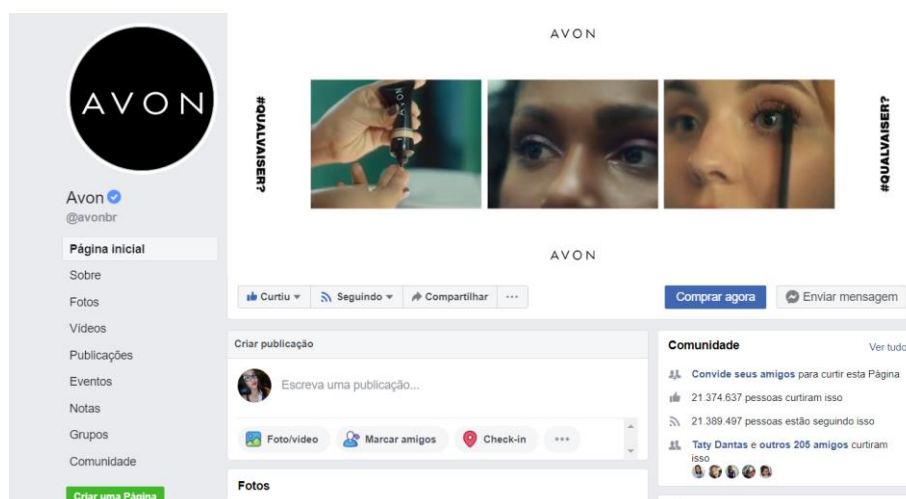 AVON
AVON
#QUALVAISER?
#QUALVAISER?
AVON
Avon
@avonbr
Página inicial
Sobre
Fotos
Vídeos
Publicações
Eventos
Notas
Grupos
Comunidade
Criar uma Página
Curtiu
Seguindo
Compartilhar
Comprar agora
Enviar mensagem
Criar publicação
Escreva uma publicação...
Foto/vídeo
Marcar amigos
Check-in
Fotos
Comunidade
Ver tudo
Convide seus amigos para curtir esta Página
21.374.637 pessoas curtiram isso
21.389.497 pessoas estão seguindo isso
Taty Dantas e outros 205 amigos curtiram
isso